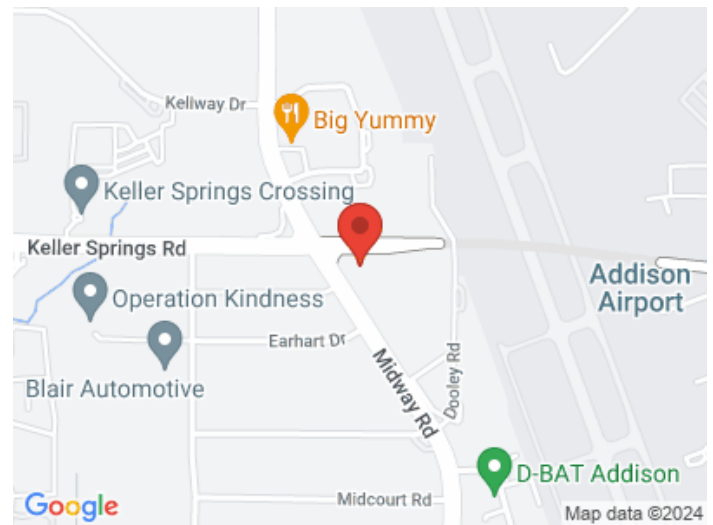 Kellway Dr
Big Yummy
Keller Springs Crossing
Keller Springs Rd
Addison
Airport
Operation Kindness
Earhart Dr
Blair Automotive
Midway Rd
Dooley Rd
D-BAT Addison
Midcourt Rd
Google
Map data ©2024